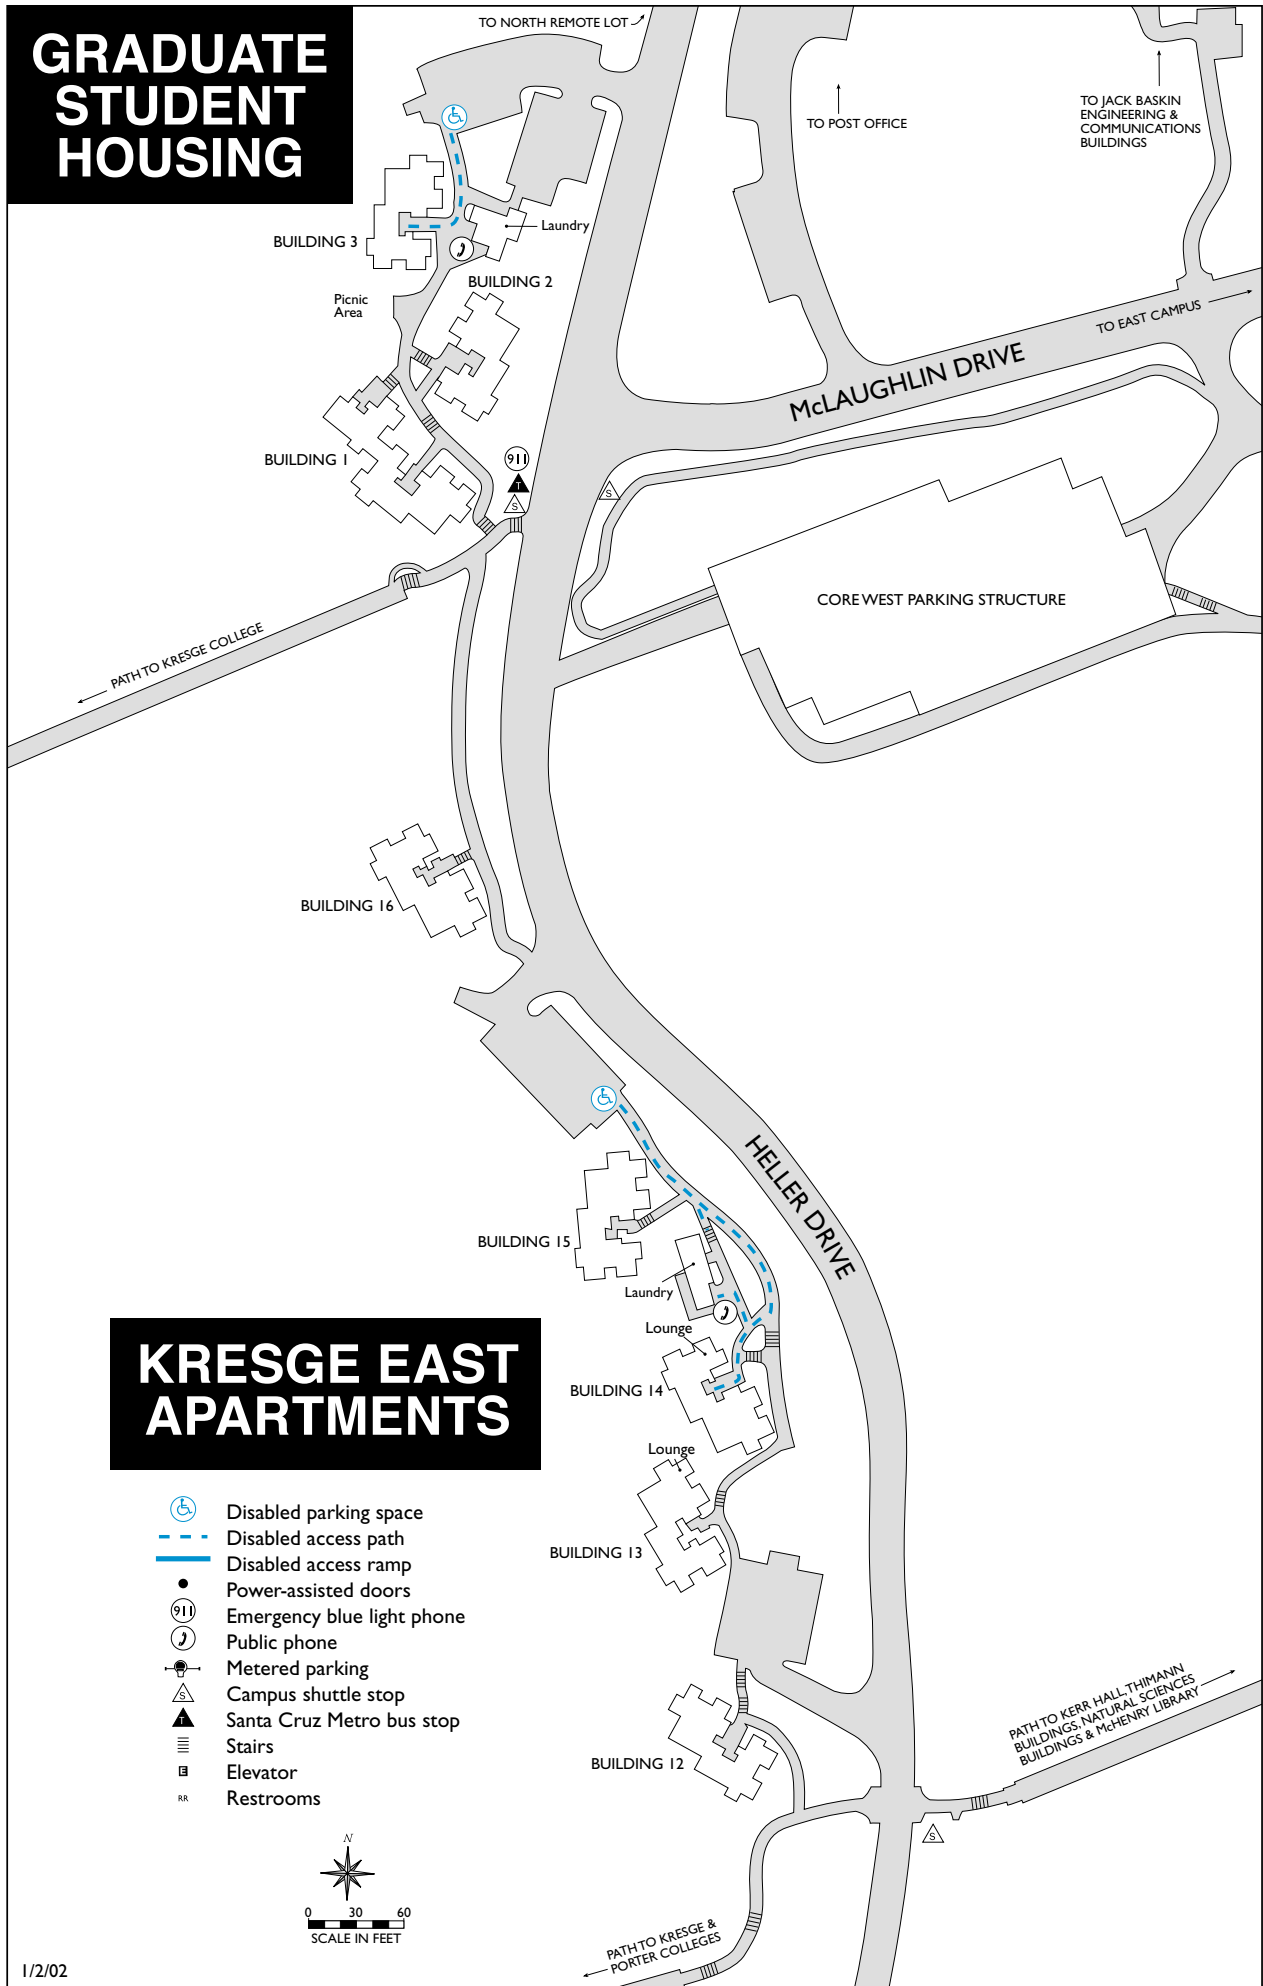 GRADUATE
STUDENT
HOUSING
TO NORTH REMOTE LOT
TO POST OFFICE
TO JACK BASKIN
ENGINEERING &
COMMUNICATIONS
BUILDINGS
BUILDING 3
Laundry
BUILDING 2
Picnic
Area
TO EAST CAMPUS
McLAUGHLIN DRIVE
BUILDING 1
911
T
S
S
CORE WEST PARKING STRUCTURE
PATH TO KRESGE COLLEGE
BUILDING 16
HELLER DRIVE
BUILDING 15
Laundry
Lounge
BUILDING 14
KRESGE EAST
APARTMENTS
Lounge
BUILDING 13
Disabled parking space
Disabled access path
Disabled access ramp
Power-assisted doors
911 Emergency blue light phone
Public phone
Metered parking
S Campus shuttle stop
T Santa Cruz Metro bus stop
Stairs
E Elevator
RR Restrooms
PATH TO KERR HALL, THIMANN
BUILDINGS, NATURAL SCIENCES
BUILDINGS & McHENRY LIBRARY
BUILDING 12
S
N
0 30 60
SCALE IN FEET
PATH TO KRESGE &
PORTER COLLEGES
1/2/02